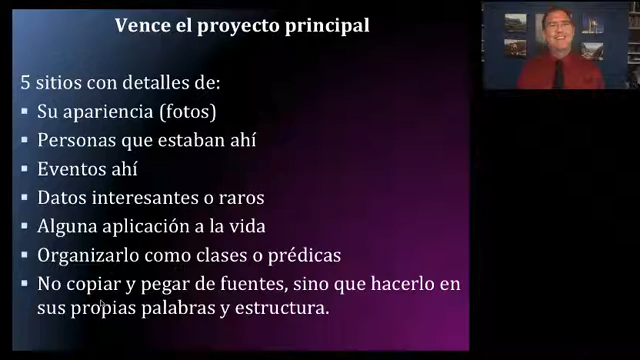 Vence el proyecto principal
5 sitios con detalles de:
▪ Su apariencia (fotos)
▪ Personas que estaban ahí
▪ Eventos ahí
▪ Datos interesantes o raros
▪ Alguna aplicación a la vida
▪ Organizarlo como clases o prédicas
▪ No copiar y pegar de fuentes, sino que hacerlo en
sus propias palabras y estructura.